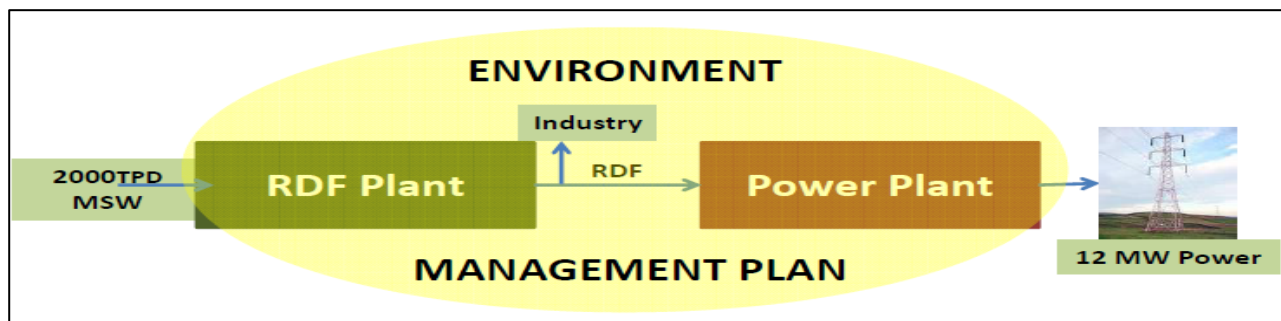 ENVIRONMENT
Industry
2000TPD
MSW
RDF Plant
RDF
Power Plant
MANAGEMENT PLAN
12 MW Power